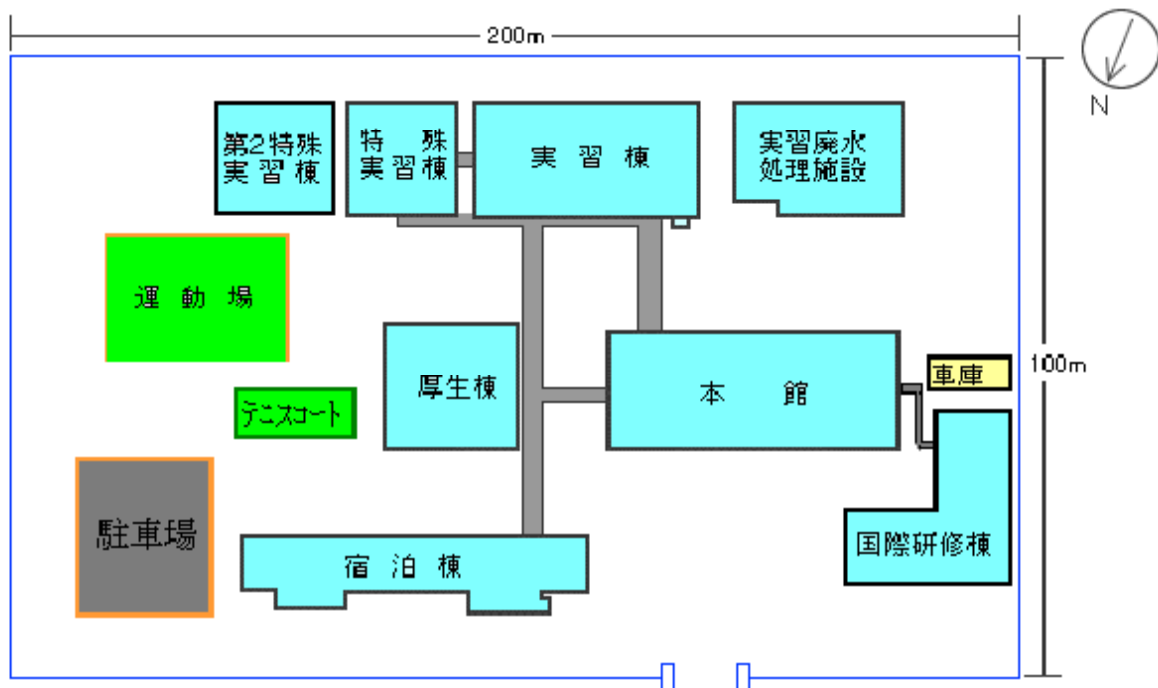 200m
N
第2特殊
実習棟
特 殊
実習棟
実 習 棟
実習廃水
処理施設
運 動 場
厚生棟
本 館
車庫
100m
テニスコート
駐車場
宿 泊 棟
国際研修棟